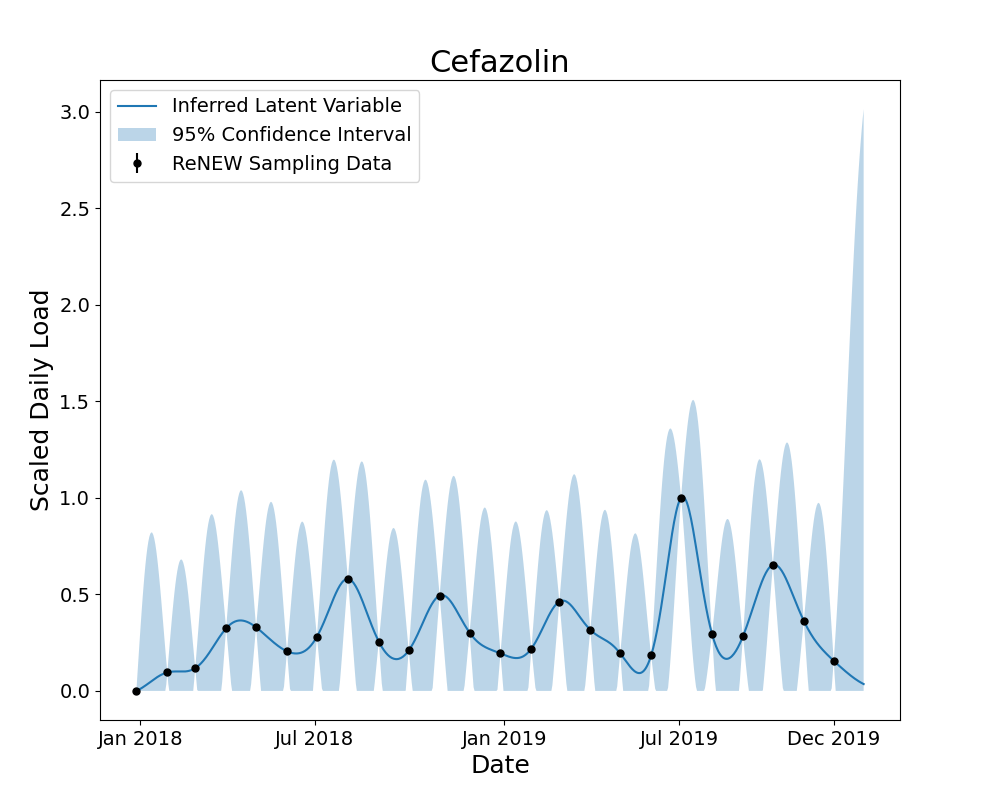 Cefazolin
Inferred Latent Variable
95% Confidence Interval
ReNEW Sampling Data
Scaled Daily Load
3.0
2.5
2.0
1.5
1.0
0.5
0.0
Jan 2018
Jul 2018
Jan 2019
Jul 2019
Dec 2019
Date